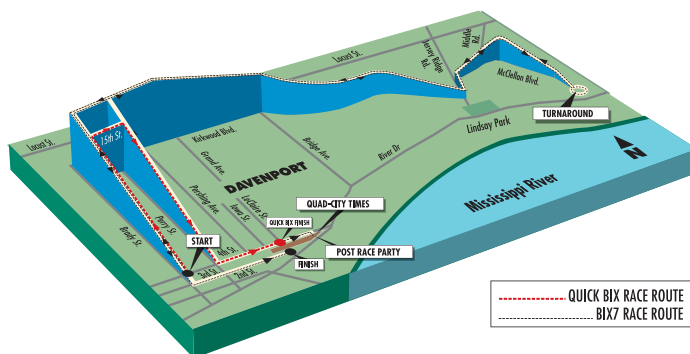 Locust St.
Jersey Ridge
Rd.
Middle
Rd.
McClellan Blvd.
TURNAROUND
Lindsay Park
River Dr
15th St.
Kirkwood Blvd.
Grand Ave.
Bridge Ave.
Locust St.
DAVENPORT
Pershing Ave.
LeClaire St.
Iowa St.
QUAD-CITY TIMES
QUICK BIX FINISH
Perry St.
Brady St.
START
4th St.
3rd St.
2nd St.
FINISH
POST RACE PARTY
Mississippi River
N
QUICK BIX RACE ROUTE
BIX7 RACE ROUTE